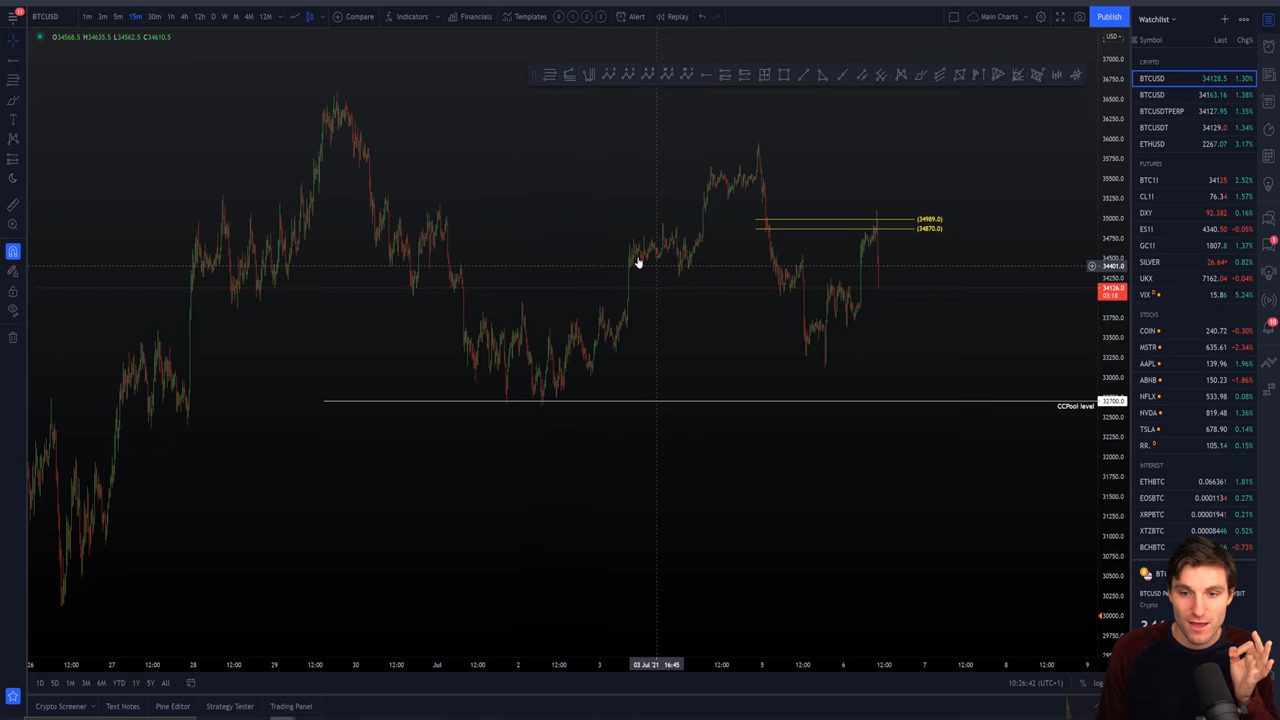 11
BTCUSD
1m 3m 5m 15m 30m 1h 4h 12h D W M 4M 12M
Compare
Indicators
Financials
Templates
Alert
Replay
Main Charts
Publish
Watchlist
O34568.5 H34635.5 L34562.5 C34610.5
USD
Symbol Last Chg%
CRYPTO
BTCUSD 34128.5 1.30%
BTCUSD 34163.16 1.38%
BTCUSDTPERP 34127.95 1.35%
BTCUSDT 34129.0 1.34%
ETHUSD 2267.07 3.17%
FUTURES
BTC1! 34125 2.52%
CL1! 76.34 1.57%
DXY 92.382 0.16%
ES1! 4340.50 −0.05%
GC1! 1807.8 1.37%
SILVER 26.644 0.82%
UKX 7162.04 −0.04%
VIX D 15.86 5.24%
STOCKS
COIN 240.72 −0.30%
MSTR 635.61 −2.34%
AAPL 139.96 1.96%
ABNB 150.23 −1.86%
NFLX 533.98 0.08%
NVDA 819.48 1.36%
TSLA 678.90 0.14%
RR. D 105.14 0.15%
INTEREST
ETHBTC 0.066361 1.81%
EOSBTC 0.0001134 0.27%
XRPBTC 0.00001941 0.21%
XTZBTC 0.00008446 0.52%
BCHBTC −0.73%
37000.0
36750.0
36500.0
36250.0
36000.0
35750.0
35500.0
35250.0
35000.0
34750.0
34500.0
34401.0
34250.0
34126.0
03:18
33750.0
33500.0
33250.0
33000.0
32700.0
32500.0
32250.0
32000.0
31750.0
31500.0
31250.0
31000.0
30750.0
30500.0
30250.0
30000.0
(34989.0)
(34870.0)
CCPool level
26 12:00 27 12:00 28 12:00 29 12:00 30 12:00 Jul 12:00 2 12:00 3 03 Jul '21 16:45 12:00 5 12:00 6 12:00 7 12:00 8 12:00 9
1D 5D 1M 3M 6M YTD 1Y 5Y All
10:26:42 (UTC+1)
% log
Crypto Screener
Text Notes
Pine Editor
Strategy Tester
Trading Panel
10
1
BTCUSD Pe
Crypto